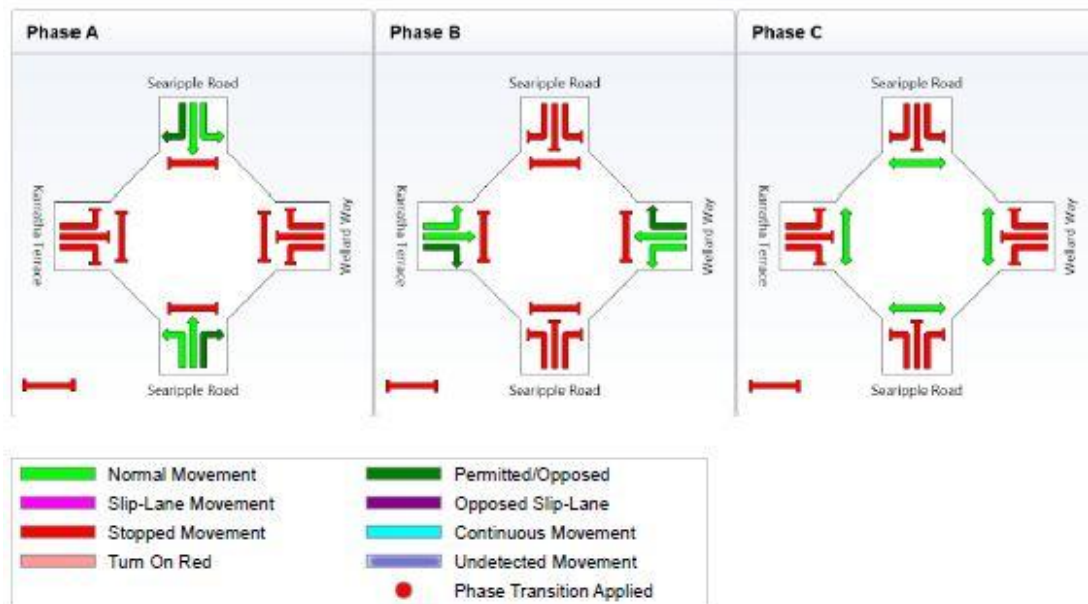 Phase A
Phase B
Phase C
Searipple Road
Searipple Road
Searipple Road
Karratha Terrace
Welland Way
Karratha Terrace
Welland Way
Karratha Terrace
Welland Way
Searipple Road
Searipple Road
Searipple Road
Normal Movement
Permitted/Opposed
Slip-Lane Movement
Opposed Slip-Lane
Stopped Movement
Continuous Movement
Turn On Red
Undetected Movement
Phase Transition Applied